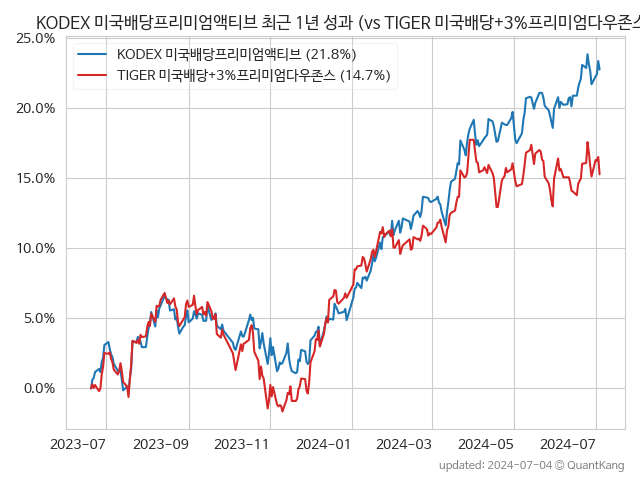 KODEX 미국배당프리미엄액티브 최근 1년 성과 (vs TIGER 미국배당+3%프리미엄다우존스
25.0%
KODEX 미국배당프리미엄액티브 (21.8%)
TIGER 미국배당+3%프리미엄다우존스 (14.7%)
20.0%
15.0%
10.0%
5.0%
0.0%
2023-07 2023-09 2023-11 2024-01 2024-03 2024-05 2024-07
updated: 2024-07-04 © QuantKang